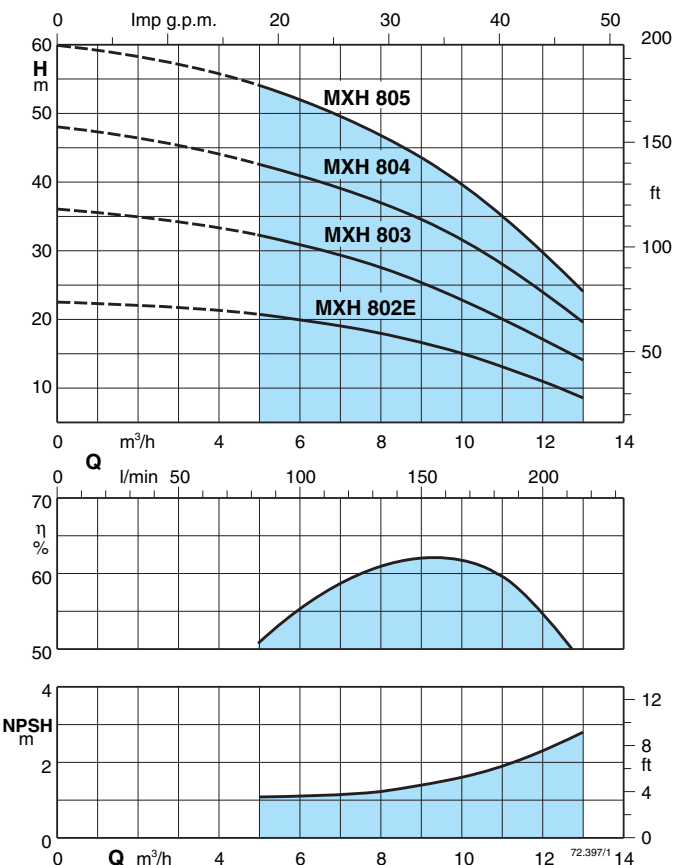 0 Imp g.p.m. 20 30 40 50
60 200
H
m
MXH 805
50
150
MXH 804
40
ft
MXH 803
30 100
MXH 802E
20
50
10
0 m³/h 4 6 8 10 12 14
Q
0 l/min 50 100 150 200
70
η
%
60
50
4
12
NPSH
m
8
2 ft
4
0 0
0 Q m³/h 4 6 8 10 12 72.397/1 14